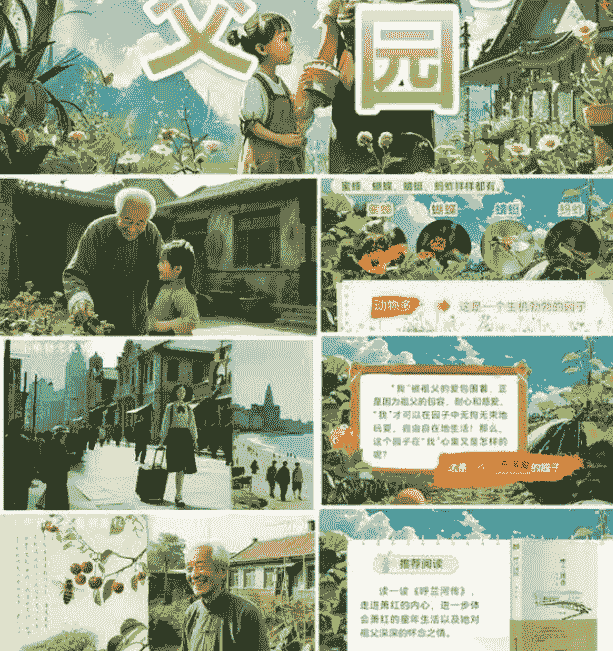 父
园
蜜蜂、蝴蝶、蜻蜓、蚂蚱样样都有。
蜜蜂
蝴蝶
蜻蜓
蚂蚱
动物多
这是一个生机勃勃的园子
“我”被祖父的爱包围着，正
是因为祖父的包容、耐心和慈爱，
“我”才可以在园子中无拘无束地
玩耍，自由自在地生活！那么，
这个园子在“我”心里又是怎样的
呢？
这是一个
的园子
推荐阅读
读一读《呼兰河传》，
走进萧红的内心，进一步体
会萧红的童年生活以及她对
祖父深深的怀念之情。